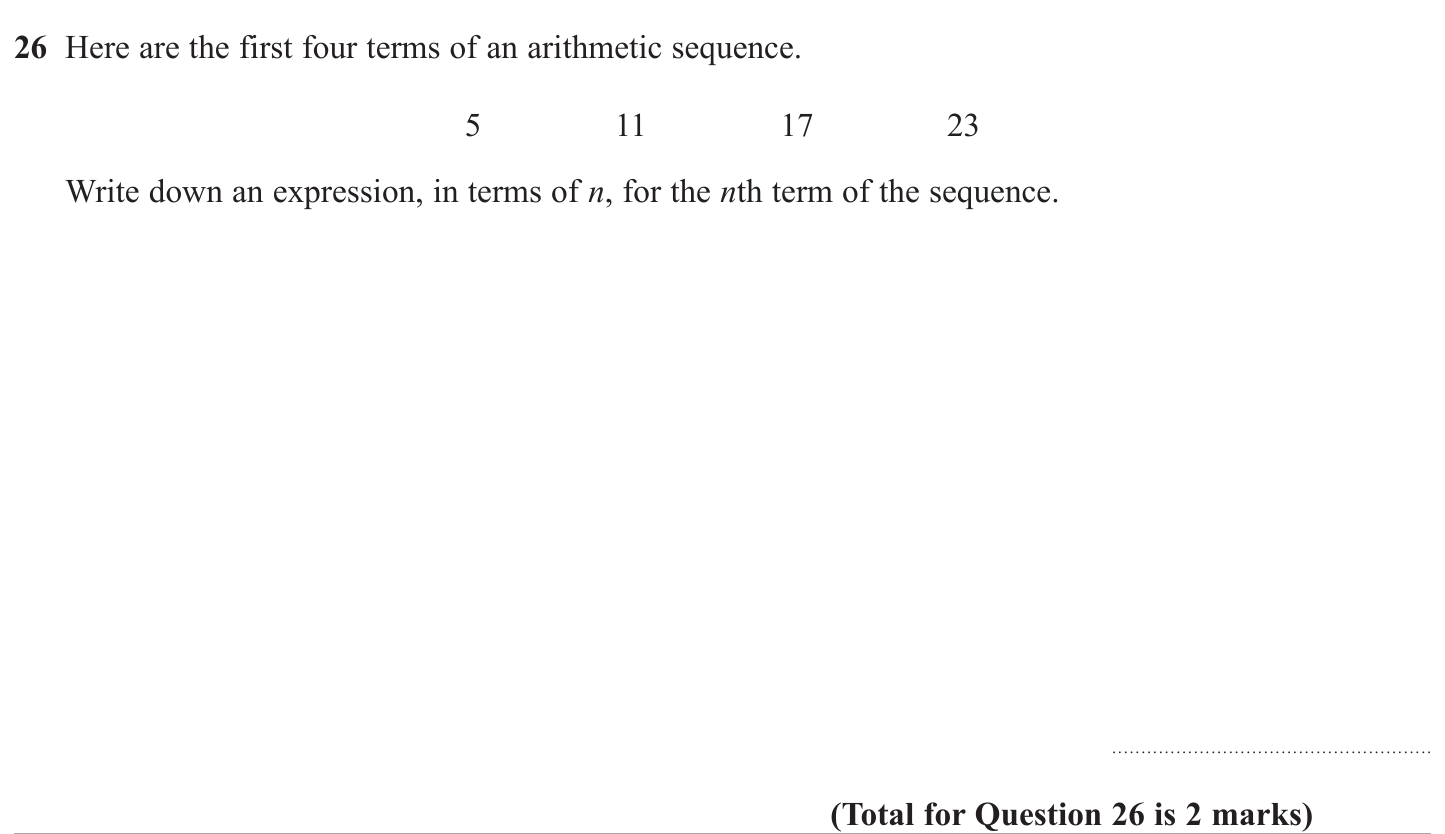 26 Here are the first four terms of an arithmetic sequence.
5 11 17 23
Write down an expression, in terms of n, for the nth term of the sequence.
(Total for Question 26 is 2 marks)